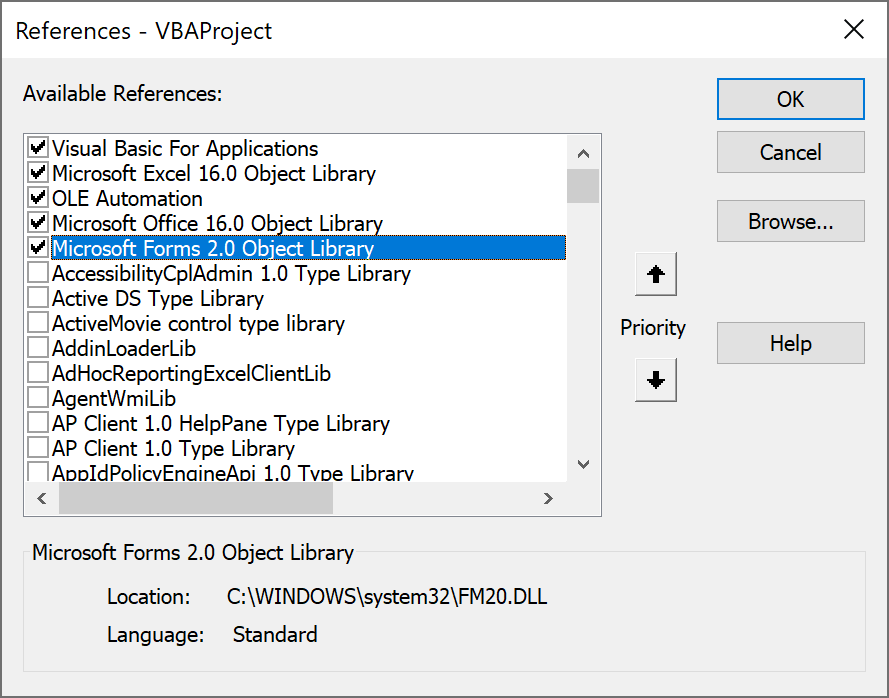 References - VBAProject
Available References:
Visual Basic For Applications
Microsoft Excel 16.0 Object Library
OLE Automation
Microsoft Office 16.0 Object Library
Microsoft Forms 2.0 Object Library
AccessibilityCplAdmin 1.0 Type Library
Active DS Type Library
ActiveMovie control type library
AddinLoaderLib
AdHocReportingExcelClientLib
AgentWmiLib
AP Client 1.0 HelpPane Type Library
AP Client 1.0 Type Library
AppIdPolicyEngineApi 1.0 Type Library
Priority
OK
Cancel
Browse...
Help
Microsoft Forms 2.0 Object Library
Location: C:\WINDOWS\system32\FM20.DLL
Language: Standard